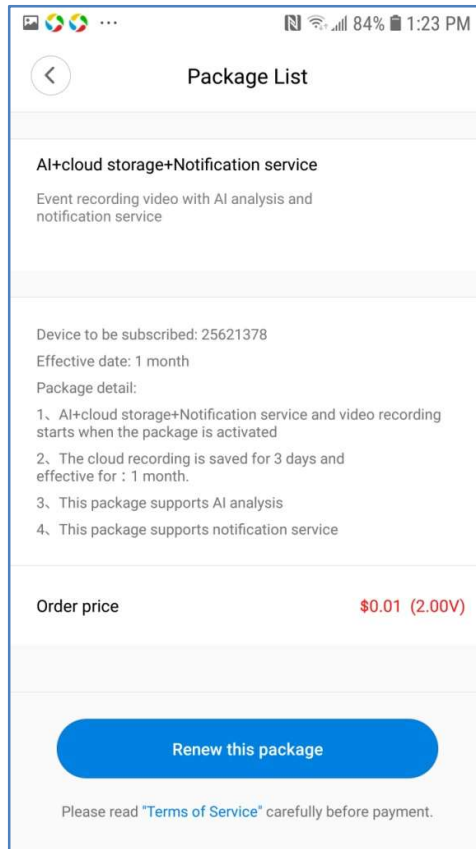 84% 1:23 PM
Package List
AI+cloud storage+Notification service
Event recording video with AI analysis and
notification service
Device to be subscribed: 25621378
Effective date: 1 month
Package detail:
1、AI+cloud storage+Notification service and video recording
starts when the package is activated
2、The cloud recording is saved for 3 days and
effective for：1 month.
3、This package supports AI analysis
4、This package supports notification service
Order price $0.01 (2.00V)
Renew this package
Please read "Terms of Service" carefully before payment.